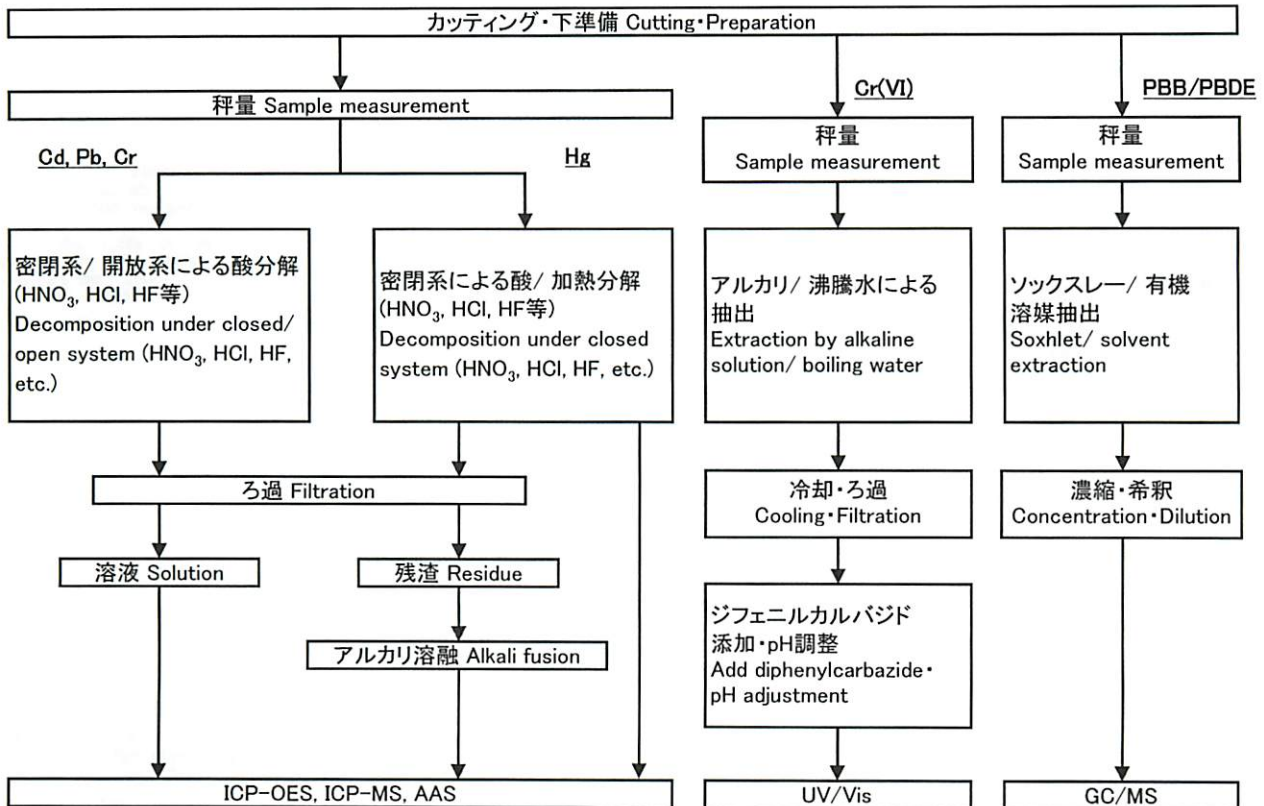 カッティング・下準備 Cutting・Preparation
秤量 Sample measurement
Cd, Pb, Cr
Hg
密閉系/ 開放系による酸分解
(HNO₃, HCl, HF等)
Decomposition under closed/
open system (HNO₃, HCl, HF,
etc.)
密閉系による酸/ 加熱分解
(HNO₃, HCl, HF等)
Decomposition under closed
system (HNO₃, HCl, HF, etc.)
ろ過 Filtration
溶液 Solution
残渣 Residue
アルカリ溶融 Alkali fusion
ICP-OES, ICP-MS, AAS
Cr(VI)
秤量
Sample measurement
アルカリ/ 沸騰水による
抽出
Extraction by alkaline
solution/ boiling water
冷却・ろ過
Cooling・Filtration
ジフェニルカルバジド
添加・pH調整
Add diphenylcarbazide・
pH adjustment
UV/Vis
PBB/PBDE
秤量
Sample measurement
ソックスレー/ 有機
溶媒抽出
Soxhlet/ solvent
extraction
濃縮・希釈
Concentration・Dilution
GC/MS